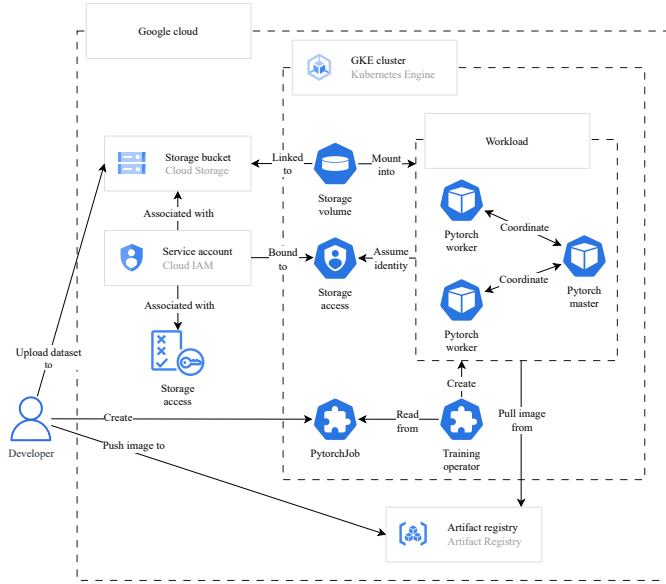 Google cloud
GKE cluster
Kubernetes Engine
Storage bucket
Cloud Storage
Linked
to
Storage
volume
Mount
into
Workload
Pytorch
worker
Coordinate
Associated with
Service account
Cloud IAM
Bound
to
Storage
access
Assume
identity
Coordinate
Pytorch
master
Pytorch
worker
Associated with
Storage
access
Upload dataset
to
Create
Developer
Create
PytorchJob
Read
from
Training
operator
Pull image
from
Push image to
Artifact registry
Artifact Registry